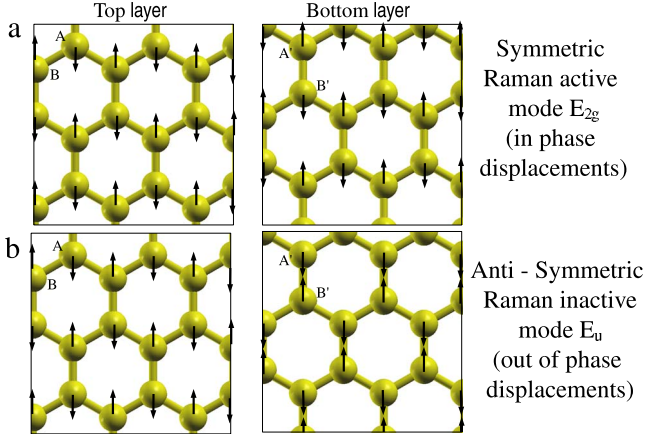 Top layer
Bottom layer
a
A
B
A'
B'
Symmetric
Raman active
mode E₂g
(in phase
displacements)
b
A
B
A'
B'
Anti - Symmetric
Raman inactive
mode Eu
(out of phase
displacements)